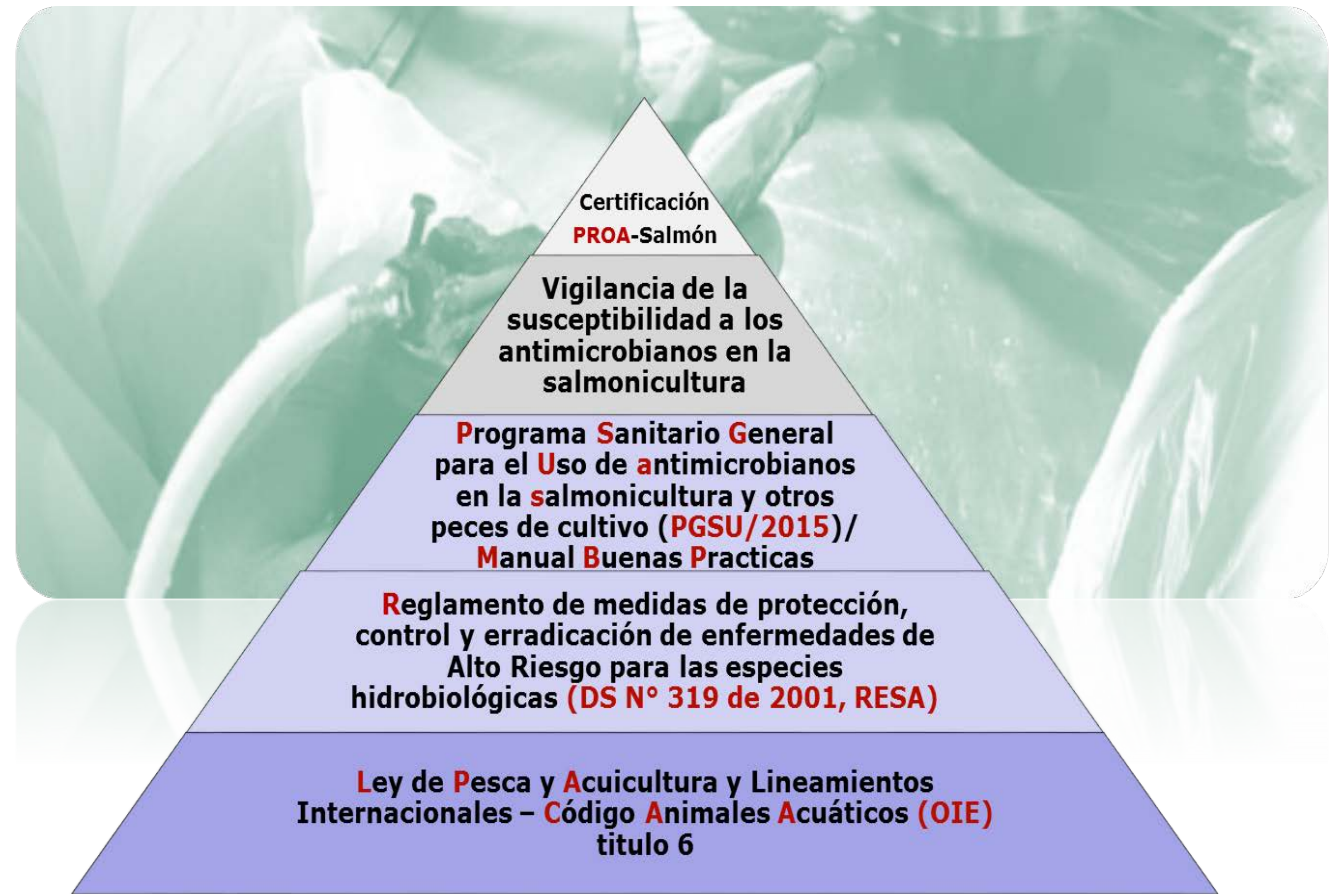 Certificación
PROA-Salmón
Vigilancia de la
susceptibilidad a los
antimicrobianos en la
salmonicultura
Programa Sanitario General
para el Uso de antimicrobianos
en la salmonicultura y otros
peces de cultivo (PGSU/2015)/
Manual Buenas Practicas
Reglamento de medidas de protección,
control y erradicación de enfermedades de
Alto Riesgo para las especies
hidrobiológicas (DS N° 319 de 2001, RESA)
Ley de Pesca y Acuicultura y Lineamientos
Internacionales – Código Animales Acuáticos (OIE)
titulo 6